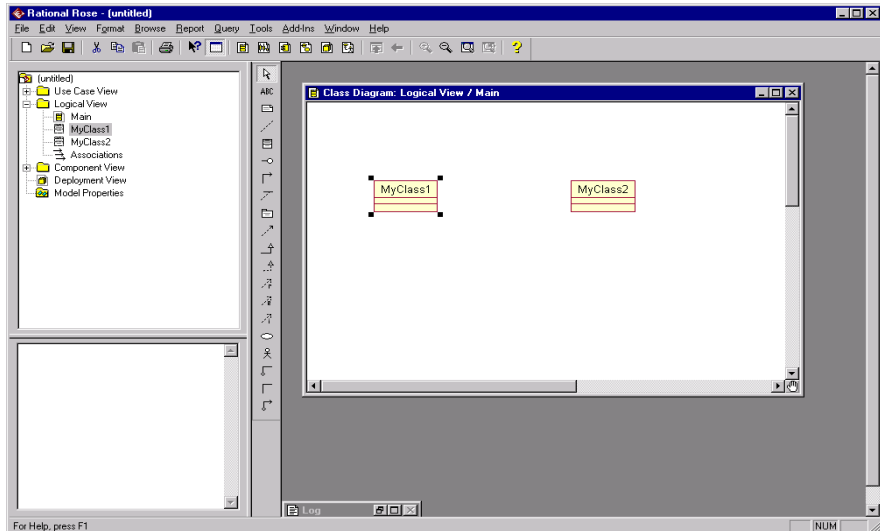 Rational Rose - (untitled)
File Edit View Format Browse Report Query Tools Add-Ins Window Help
(untitled)
Use Case View
Logical View
Main
MyClass1
MyClass2
Associations
Component View
Deployment View
Model Properties
ABC
Class Diagram: Logical View / Main
MyClass1
MyClass2
Log
For Help, press F1
NUM